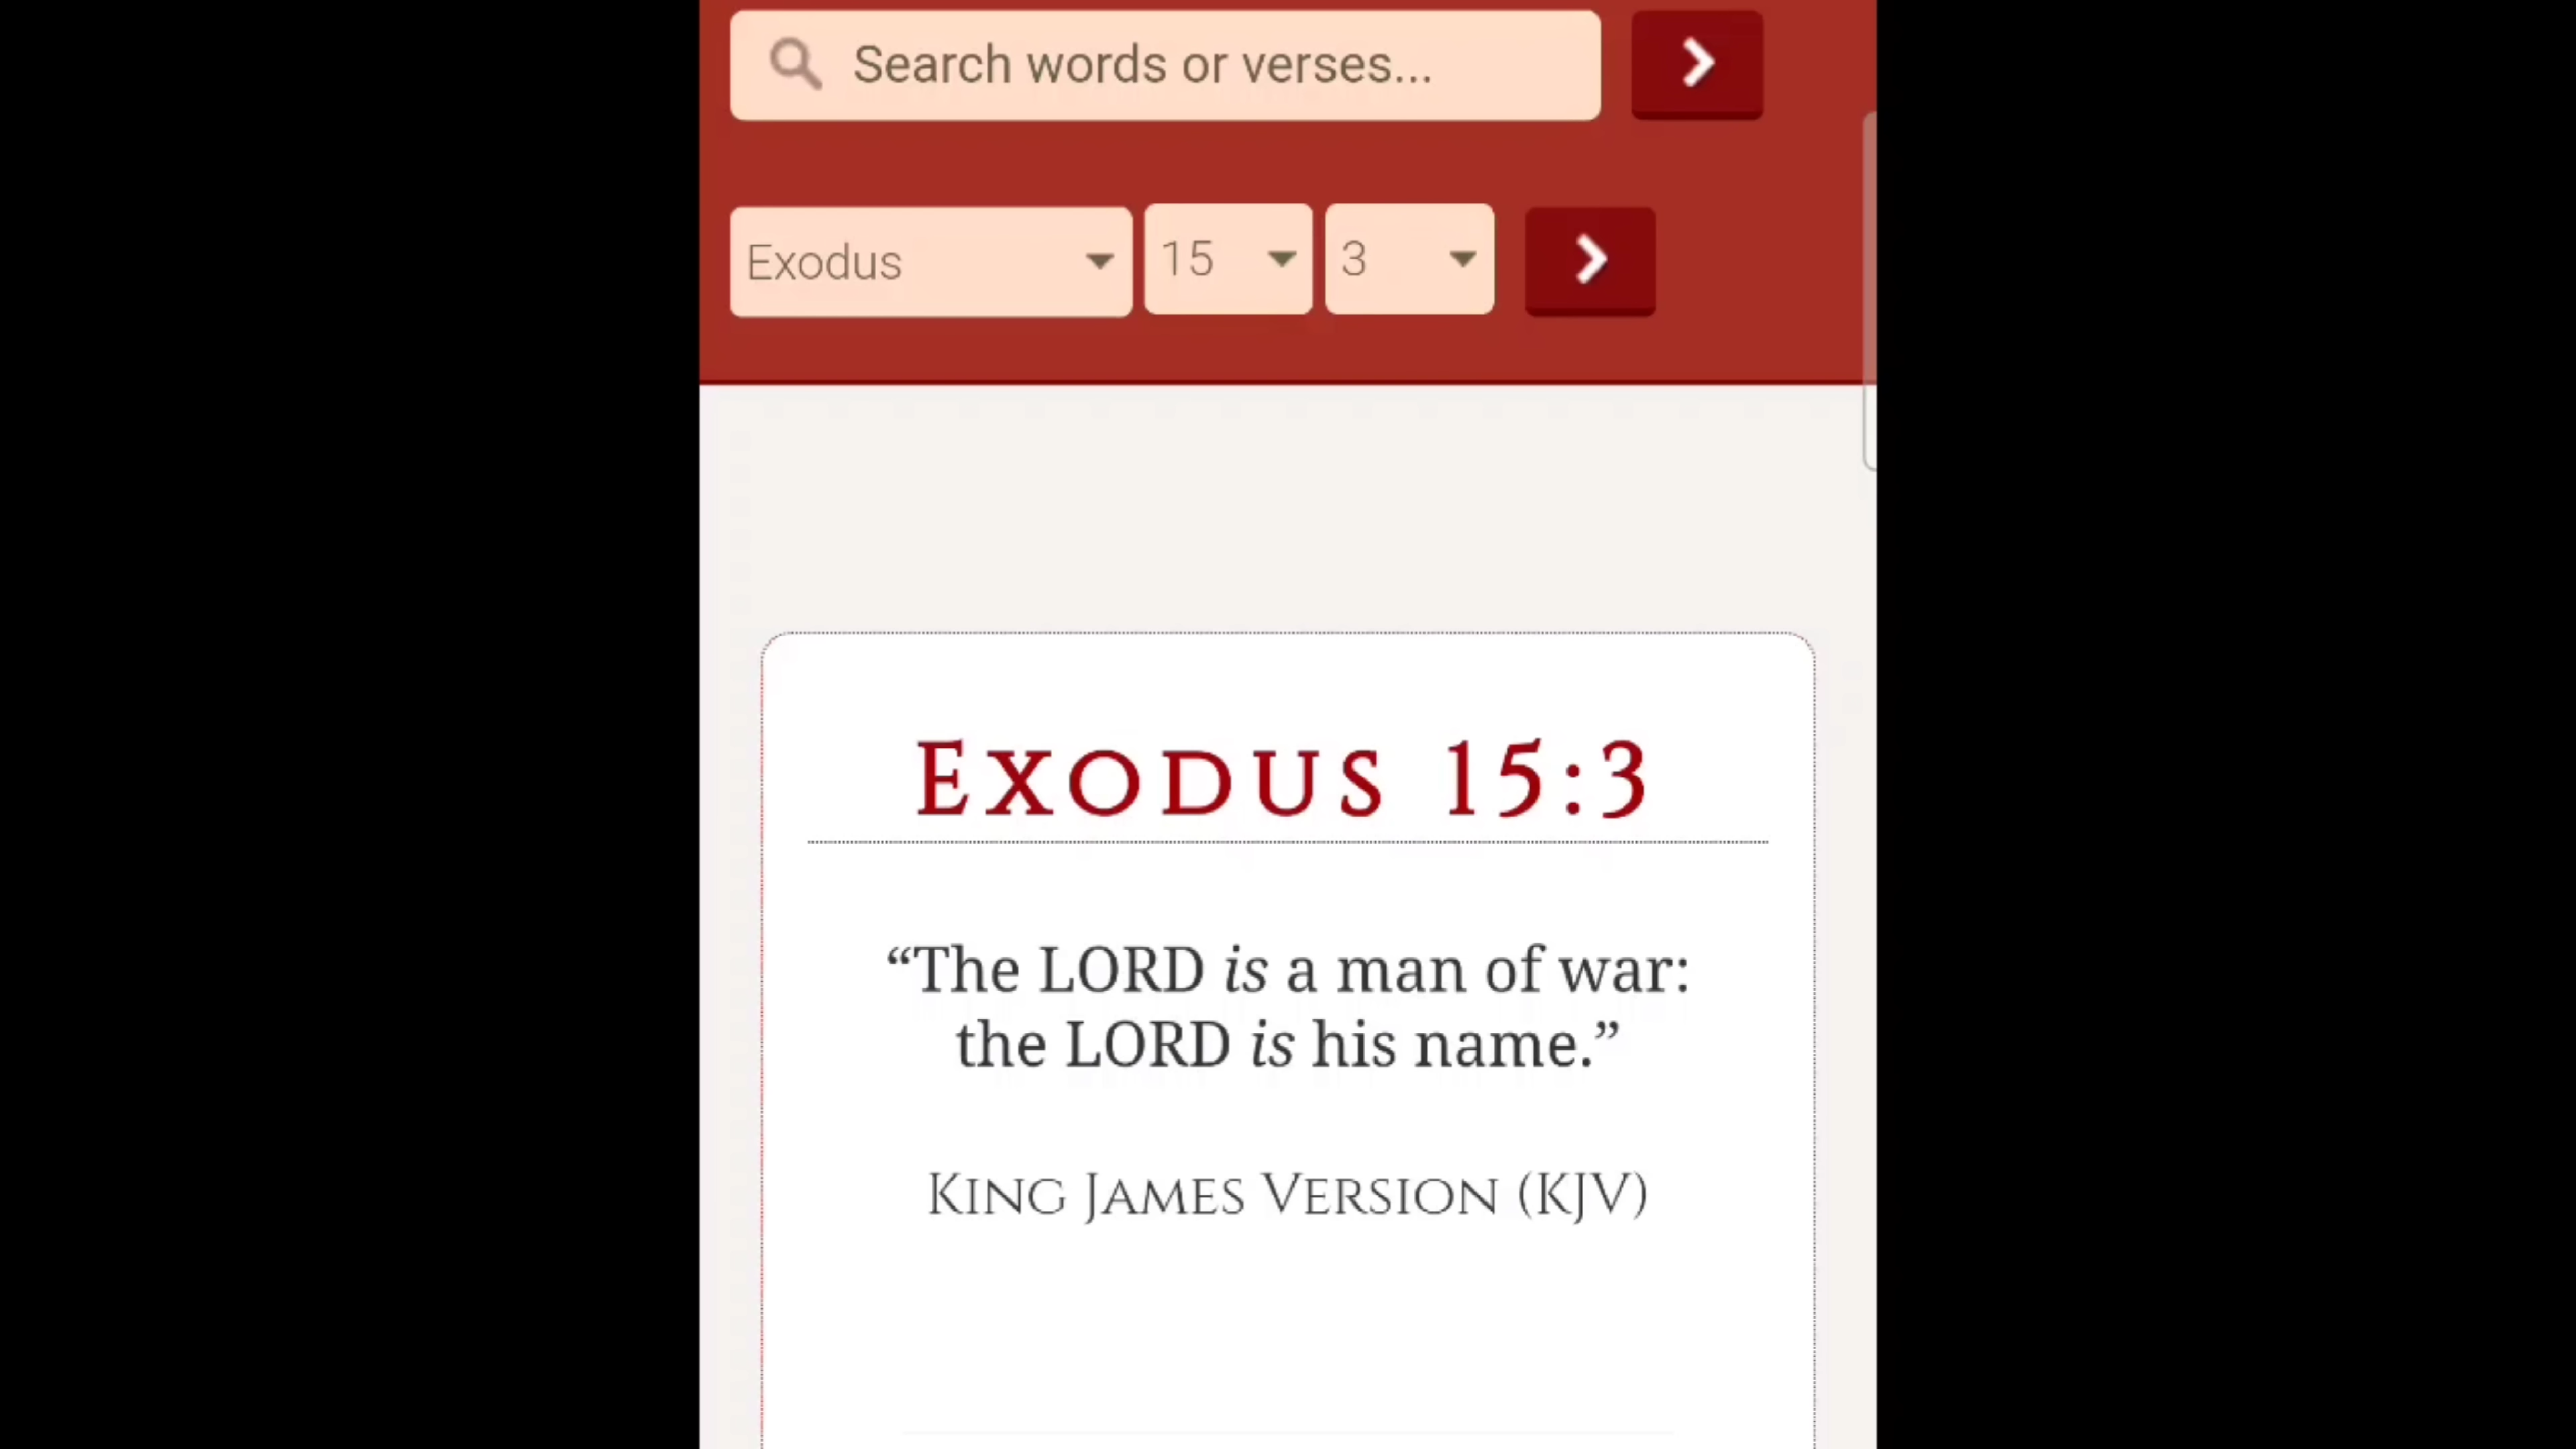 Search words or verses...
Exodus 15 3
EXODUS 15:3
“The LORD is a man of war:
the LORD is his name.”
KING JAMES VERSION (KJV)